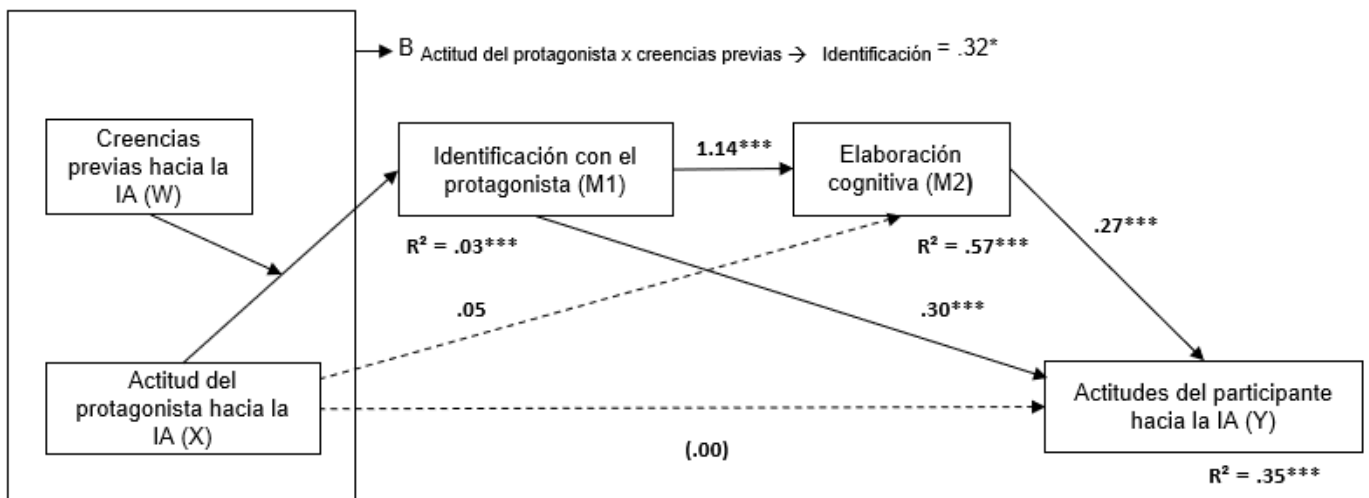 B Actitud del protagonista x creencias previas → Identificación = .32*
Creencias
previas hacia la
IA (W)
Identificación con el
protagonista (M1)
1.14***
Elaboración
cognitiva (M2)
R² = .03***
R² = .57***
.27***
.05
.30***
Actitud del
protagonista hacia la
IA (X)
Actitudes del participante
hacia la IA (Y)
(.00)
R² = .35***